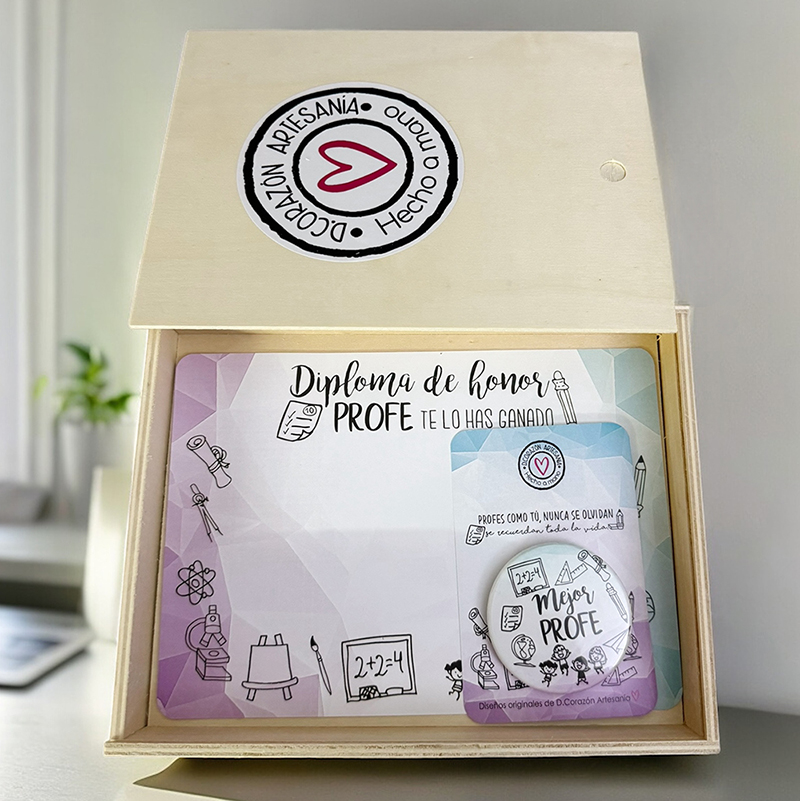 D.CORAZÓN ARTESANÍA
Hecho a mano
Diploma de honor
PROFE TE LO HAS GANADO
10
2+2=4
D.CORAZÓN ARTESANÍA
Hecho a mano
PROFES COMO TÚ, NUNCA SE OLVIDAN
se recuerdan toda la vida
2+2=4
Mejor
PROFE
Diseños originales de D.Corazón Artesanía